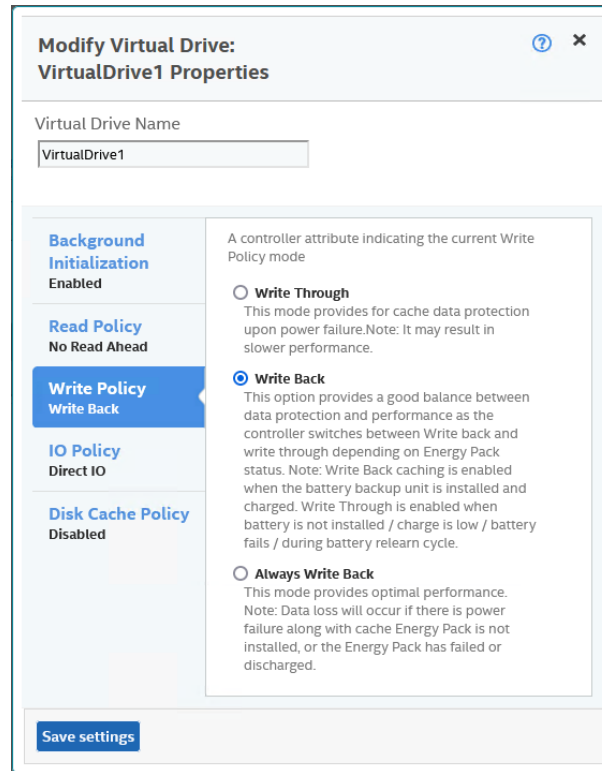 Modify Virtual Drive:
VirtualDrive1 Properties
Virtual Drive Name
VirtualDrive1
Background
Initialization
Enabled
Read Policy
No Read Ahead
Write Policy
Write Back
IO Policy
Direct IO
Disk Cache Policy
Disabled
A controller attribute indicating the current Write
Policy mode
Write Through
This mode provides for cache data protection
upon power failure.Note: It may result in
slower performance.
Write Back
This option provides a good balance between
data protection and performance as the
controller switches between Write back and
write through depending on Energy Pack
status. Note: Write Back caching is enabled
when the battery backup unit is installed and
charged. Write Through is enabled when
battery is not installed / charge is low / battery
fails / during battery relearn cycle.
Always Write Back
This mode provides optimal performance.
Note: Data loss will occur if there is power
failure along with cache Energy Pack is not
installed, or the Energy Pack has failed or
discharged.
Save settings